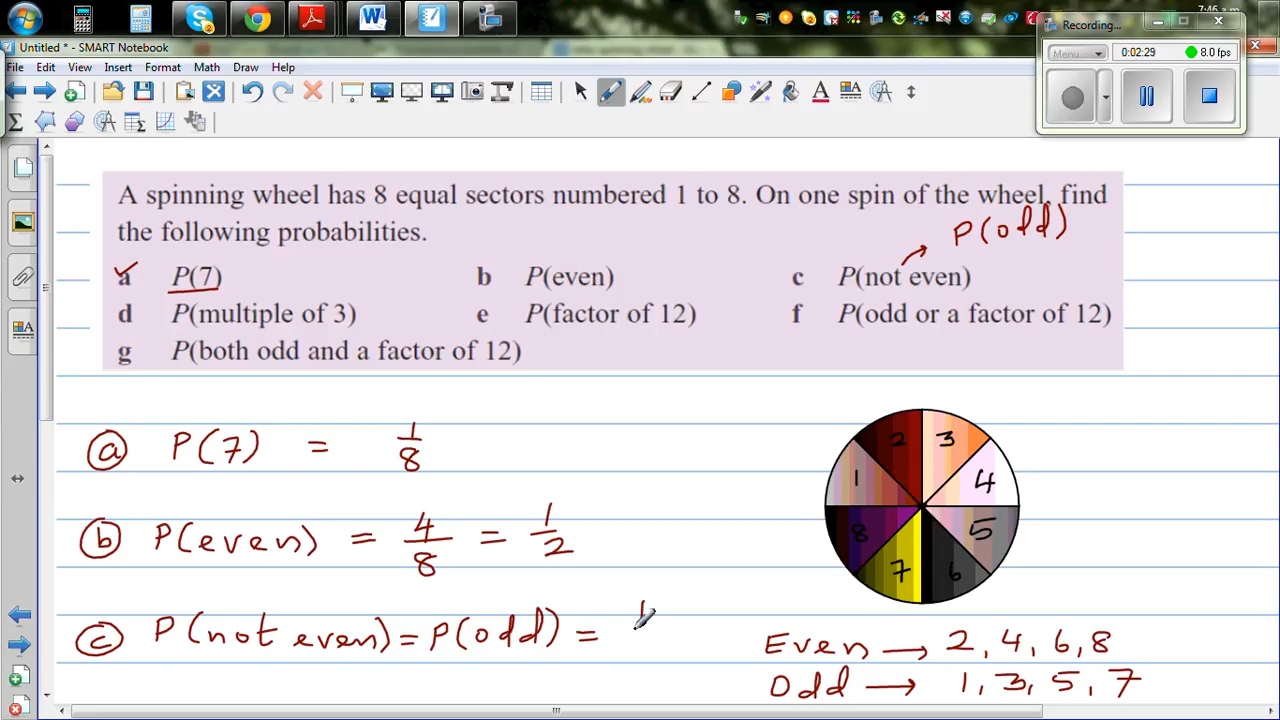 7:46 a.m.
Recording...
Untitled * - SMART Notebook
Menu
0:02:29
8.0 fps
File Edit View Insert Format Math Draw Help
A spinning wheel has 8 equal sectors numbered 1 to 8. On one spin of the wheel, find
P(odd)
the following probabilities.
a P(7) b P(even) c P(not even)
d P(multiple of 3) e P(factor of 12) f P(odd or a factor of 12)
g P(both odd and a factor of 12)
a P(7) = 1/8
2 3
1 4
b P(even) = 4/8 = 1/2
8 5
7 6
c P(not even) = P(odd) = 1
Even → 2, 4, 6, 8
Odd → 1, 3, 5, 7